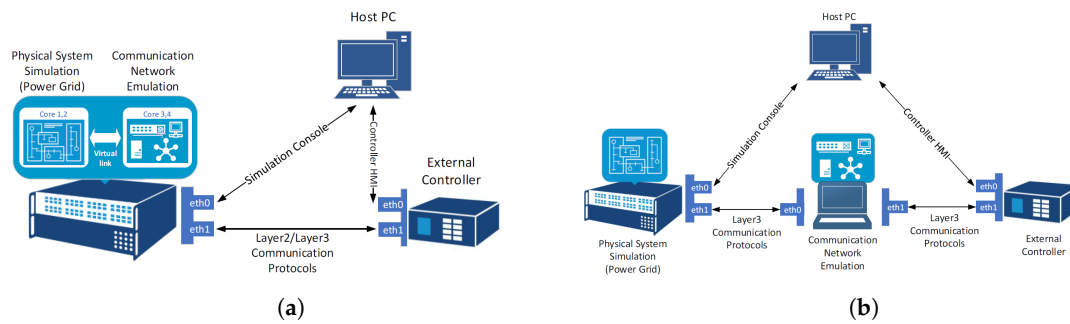 Host PC
Physical System
Simulation
(Power Grid)
Communication
Network
Emulation
Core 1,2
Core 3,4
Virtual
link
Simulation Console
Controller HMI
External
Controller
eth0
eth1
eth0
eth1
Layer2/Layer3
Communication
Protocols
(a)
Host PC
Simulation Console
Controller HMI
eth0
eth1
eth0
eth1
eth0
eth1
Layer3
Communication
Protocols
Layer3
Communication
Protocols
Physical System
Simulation
(Power Grid)
Communication
Network
Emulation
External
Controller
(b)